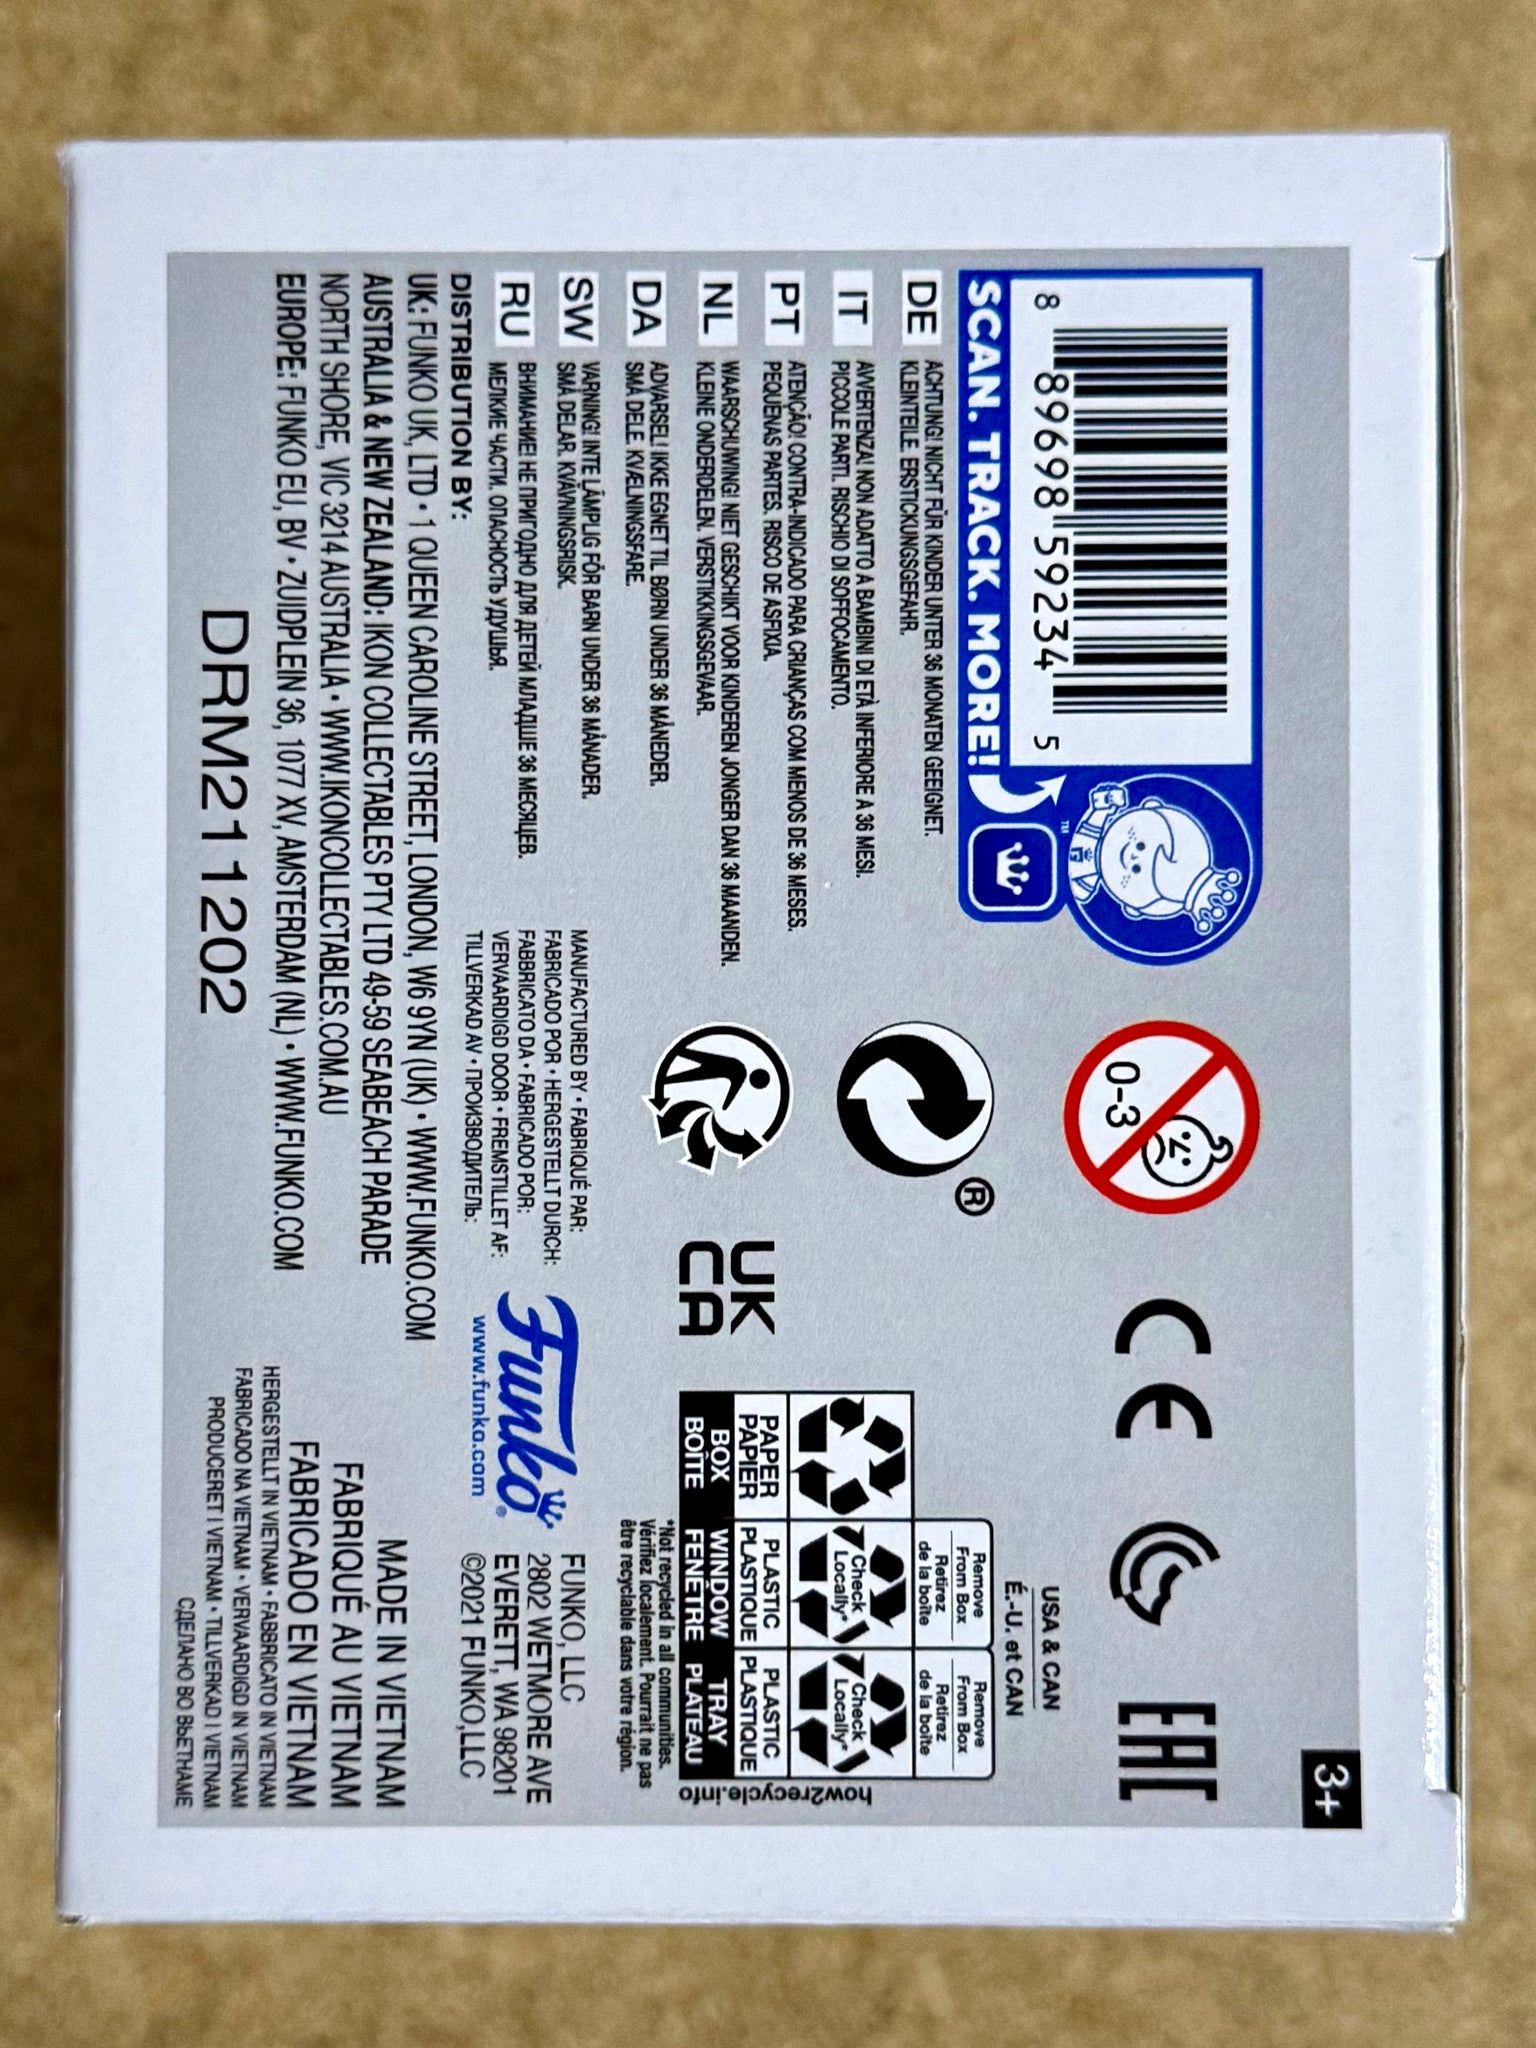 3+
8 89698 59234 5
SCAN. TRACK. MORE!
TM
0-3
DE ACHTUNG! NICHT FÜR KINDER UNTER 36 MONATEN GEEIGNET.
KLEINTEILE. ERSTICKUNGSGEFAHR.
IT AVVERTENZA! NON ADATTO A BAMBINI DI ETÀ INFERIORE A 36 MESI.
PICCOLE PARTI. RISCHIO DI SOFFOCAMENTO.
PT ATENÇÃO! CONTRA-INDICADO PARA CRIANÇAS COM MENOS DE 36 MESES.
PEQUENAS PARTES. RISCO DE ASFIXIA.
NL WAARSCHUWING! NIET GESCHIKT VOOR KINDEREN JONGER DAN 36 MAANDEN.
KLEINE ONDERDELEN. VERSTIKKINGSGEVAAR.
DA ADVARSEL! IKKE EGNET TIL BØRN UNDER 36 MÅNEDER.
SMÅ DELE. KVÆLNINGSFARE.
SW VARNING! INTE LÄMPLIG FÖR BARN UNDER 36 MÅNADER.
SMÅ DELAR. KVÄVNINGSRISK.
RU ВНИМАНИЕ! НЕ ПРИГОДНО ДЛЯ ДЕТЕЙ МЛАДШЕ 36 МЕСЯЦЕВ.
МЕЛКИЕ ЧАСТИ. ОПАСНОСТЬ УДУШЬЯ.
CE
EAC
®
UK
CA
USA & CAN
É.-U. et CAN
Remove
From Box
Retirez
de la boîte
Remove
From Box
Retirez
de la boîte
Check
Locally*
Check
Locally*
PAPER
PAPIER
PLASTIC
PLASTIQUE
PLASTIC
PLASTIQUE
BOX
BOÎTE
WINDOW
FENÊTRE
TRAY
PLATEAU
how2recycle.info
*Not recycled in all communities.
Vérifiez localement. Pourrait ne pas
être recyclable dans votre région.
MANUFACTURED BY • FABRIQUÉ PAR:
FABRICADO POR • HERGESTELLT DURCH:
FABBRICATO DA • FABRICADO POR:
VERVAARDIGD DOOR • FREMSTILLET AF:
TILLVERKAD AV • ПРОИЗВОДИТЕЛЬ:
Funko®
www.funko.com
FUNKO, LLC
2802 WETMORE AVE
EVERETT, WA 98201
©2021 FUNKO,LLC
DISTRIBUTION BY:
UK: FUNKO UK, LTD • 1 QUEEN CAROLINE STREET, LONDON, W6 9YN (UK) • WWW.FUNKO.COM
AUSTRALIA & NEW ZEALAND: IKON COLLECTABLES PTY LTD 49-59 SEABEACH PARADE
NORTH SHORE, VIC 3214 AUSTRALIA • WWW.IKONCOLLECTABLES.COM.AU
EUROPE: FUNKO EU, BV • ZUIDPLEIN 36, 1077 XV, AMSTERDAM (NL) • WWW.FUNKO.COM
MADE IN VIETNAM
FABRIQUÉ AU VIETNAM
FABRICADO EN VIETNAM
HERGESTELLT IN VIETNAM • FABBRICATO IN VIETNAM
FABRICADO NA VIETNAM • VERVAARDIGD IN VIETNAM
PRODUCERET I VIETNAM • TILLVERKAD I VIETNAM
СДЕЛАНО ВО ВЬЕТНАМЕ
DRM211202